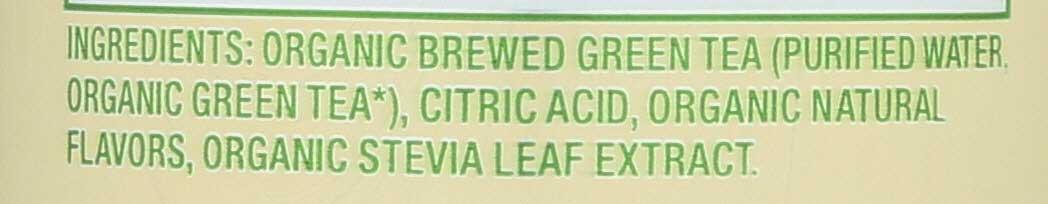 INGREDIENTS: ORGANIC BREWED GREEN TEA (PURIFIED WATER,
ORGANIC GREEN TEA*), CITRIC ACID, ORGANIC NATURAL
FLAVORS, ORGANIC STEVIA LEAF EXTRACT.